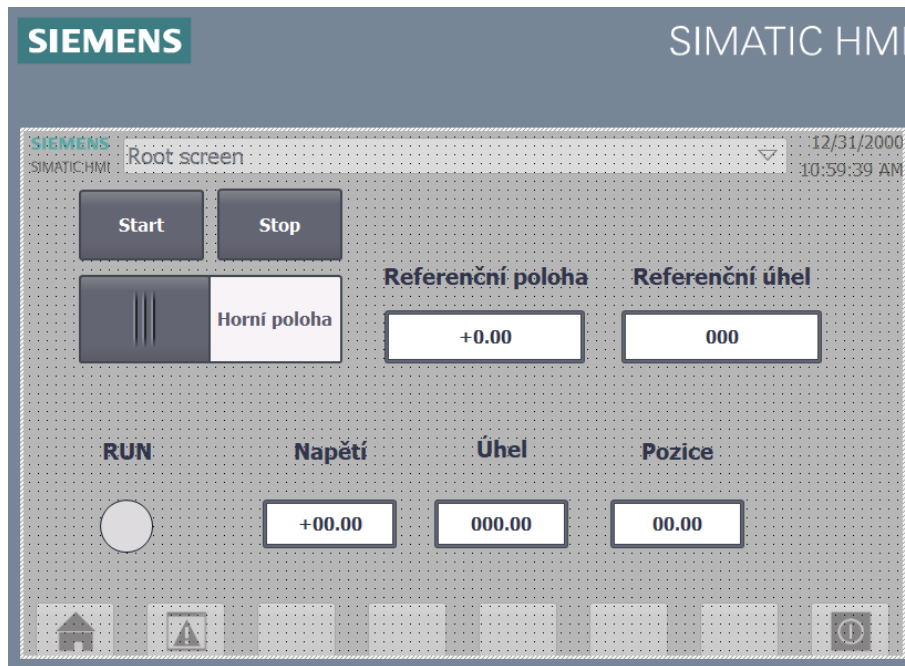 SIEMENS
SIMATIC HMI
SIEMENS
SIMATIC HMI
Root screen
12/31/2000
10:59:39 AM
Start
Stop
Horní poloha
Referenční poloha
Referenční úhel
+0.00
000
RUN
Napětí
Úhel
Pozice
+00.00
000.00
00.00